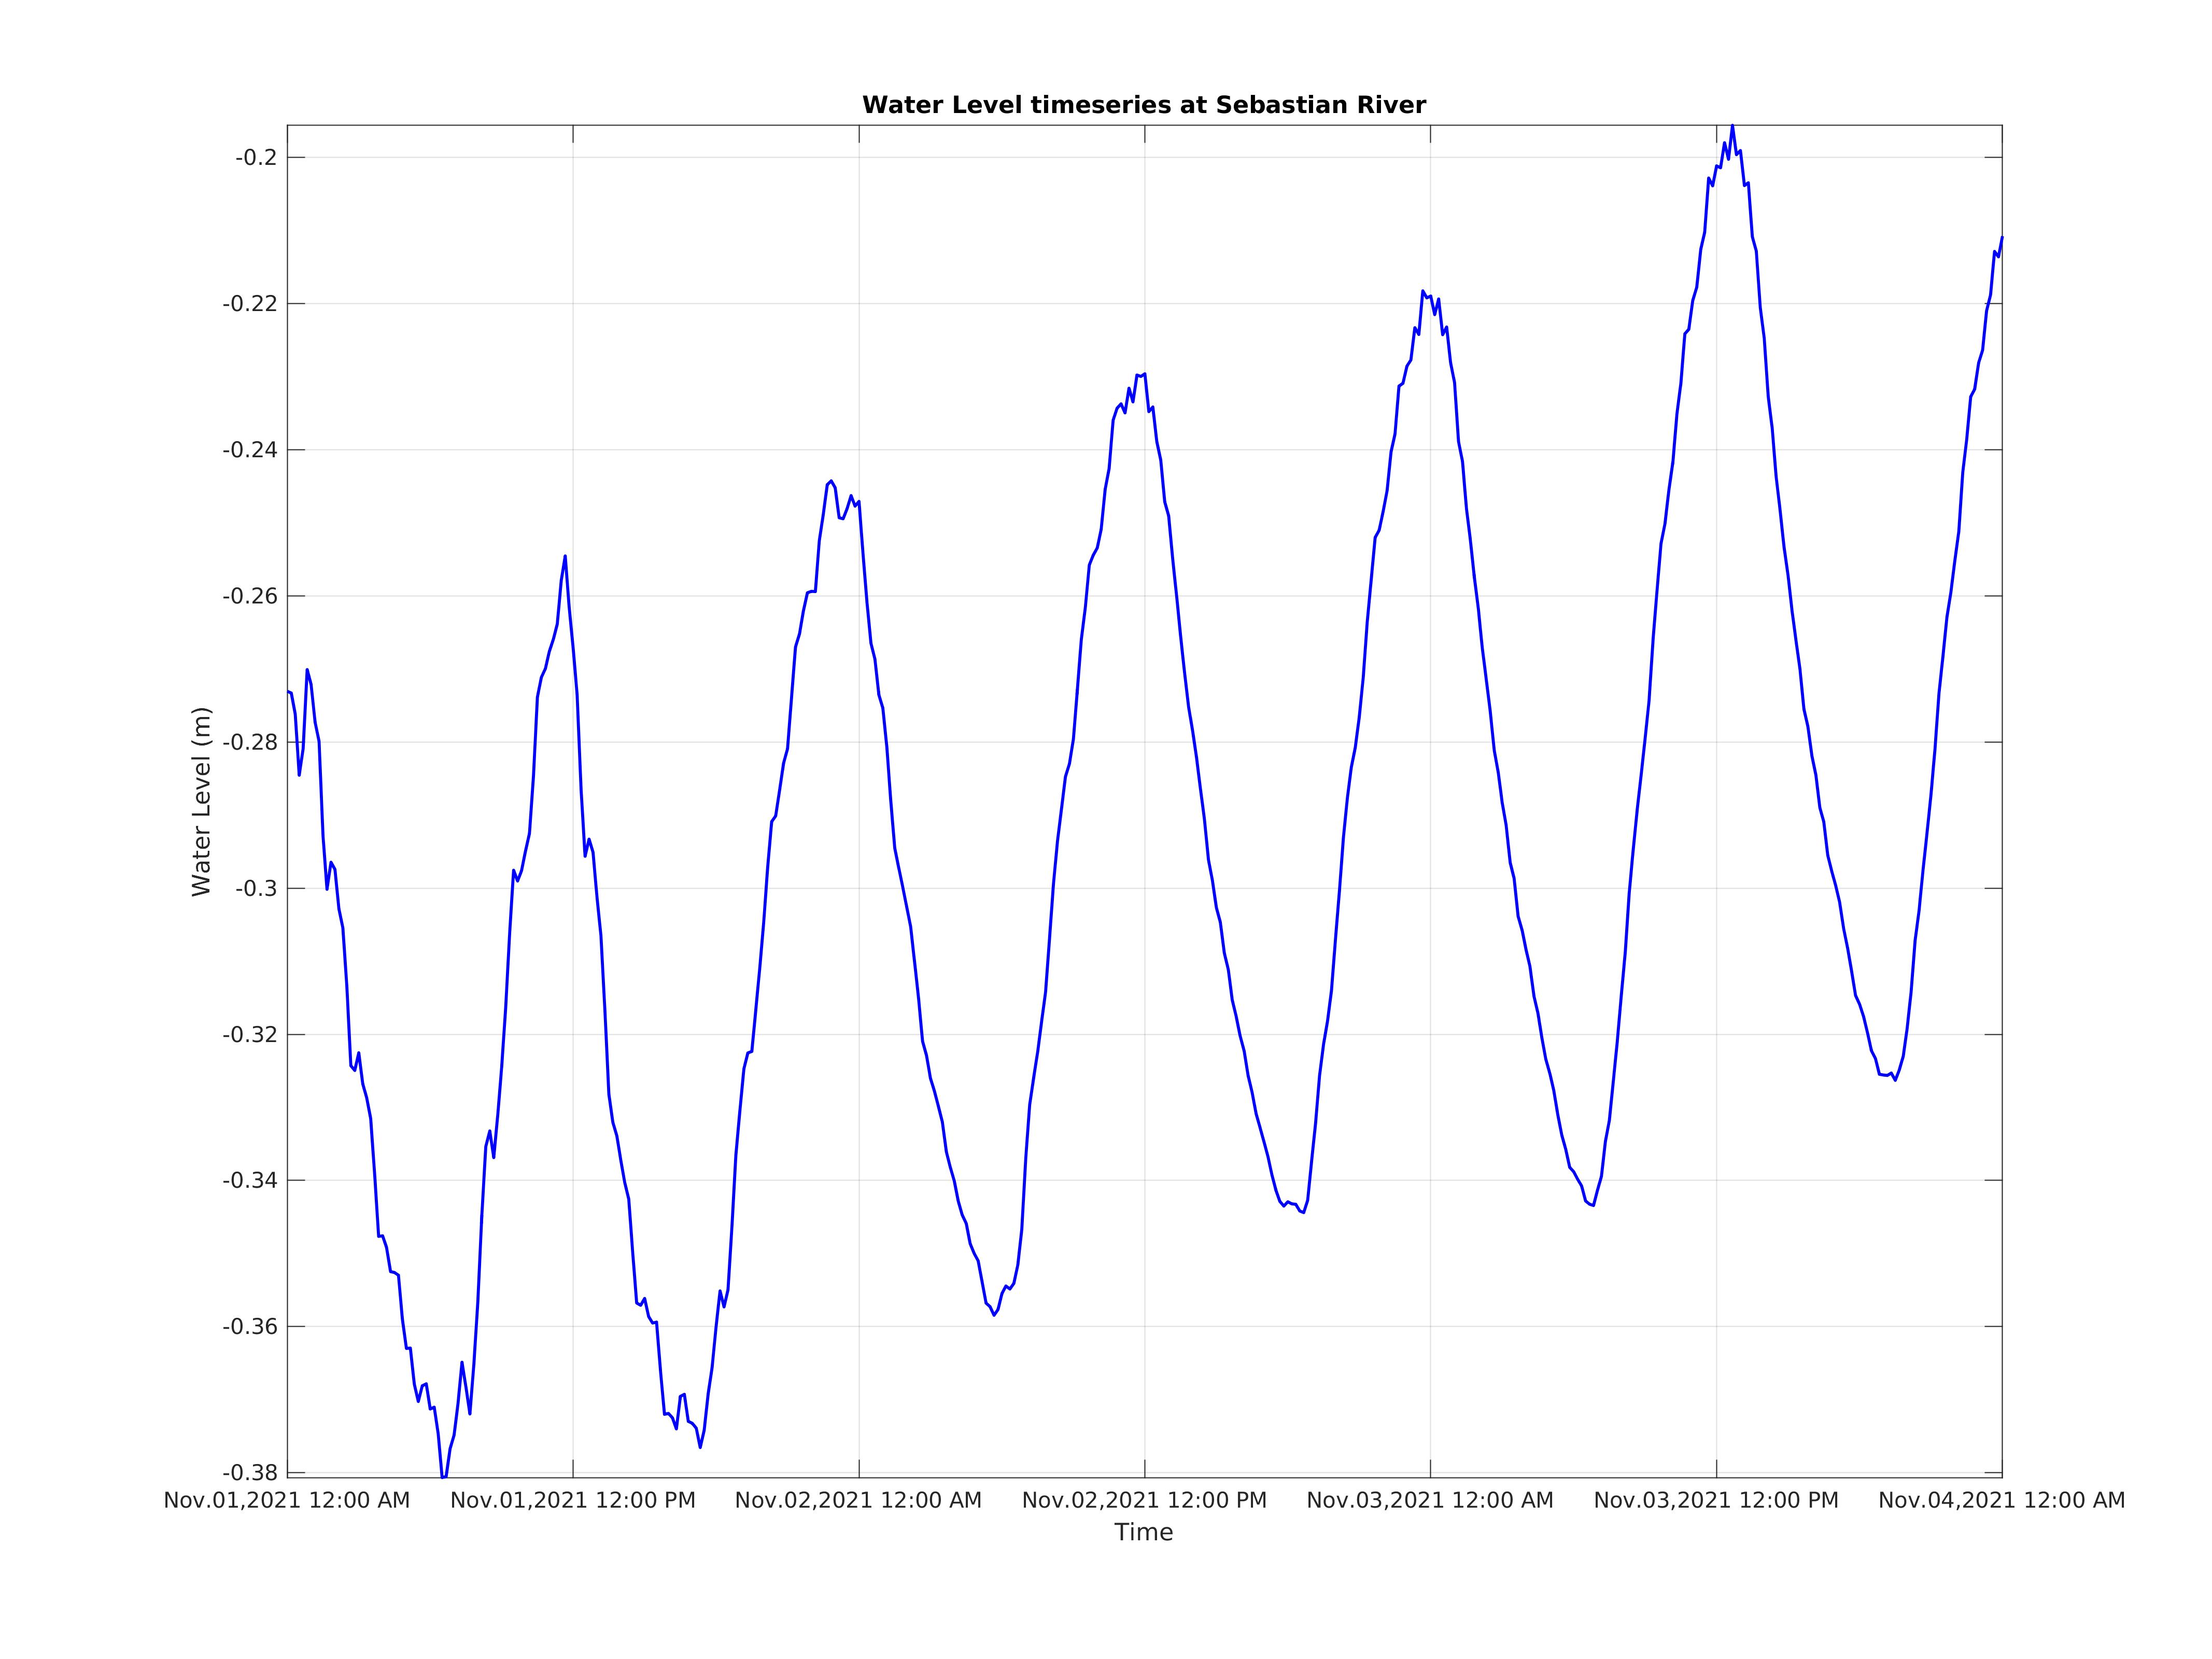 Water Level timeseries at Sebastian River
-0.2
-0.22
-0.24
-0.26
-0.28
-0.3
-0.32
-0.34
-0.36
-0.38
Water Level (m)
Nov.01,2021 12:00 AM Nov.01,2021 12:00 PM Nov.02,2021 12:00 AM Nov.02,2021 12:00 PM Nov.03,2021 12:00 AM Nov.03,2021 12:00 PM Nov.04,2021 12:00 AM
Time